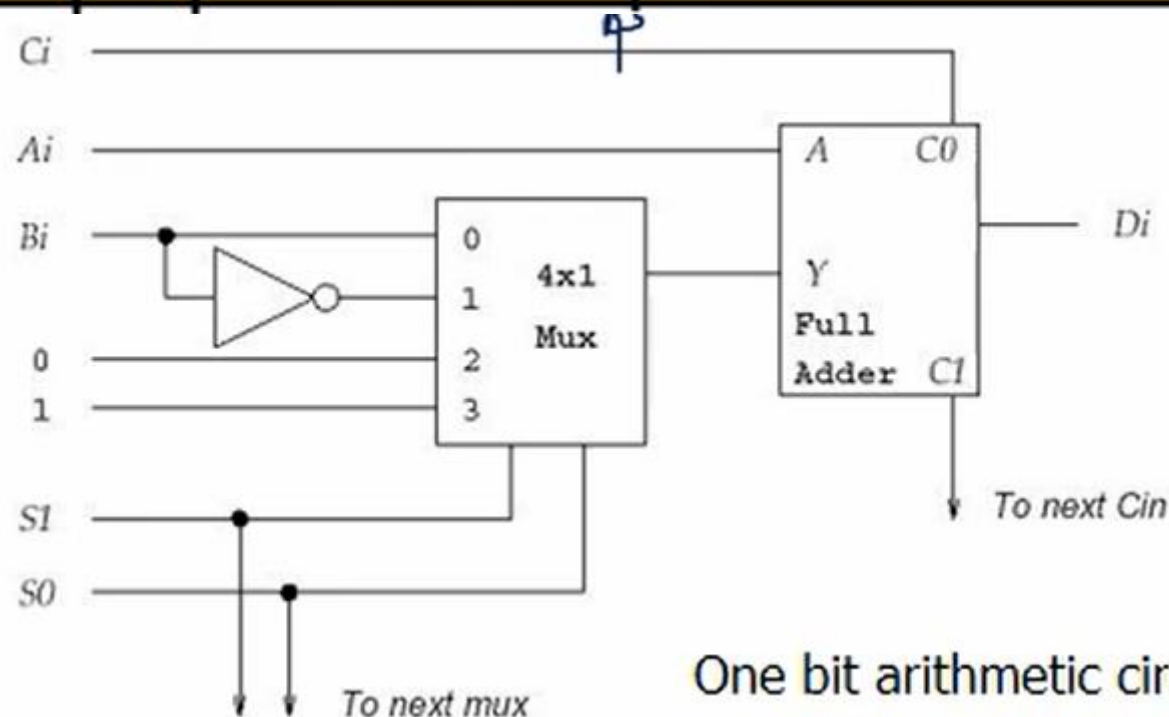 Ci
Ai
A C0
Bi
0
Di
4x1
Y
1
Mux
Full
0
2
Adder C1
1
3
S1
To next Cin
S0
One bit arithmetic cir
To next mux